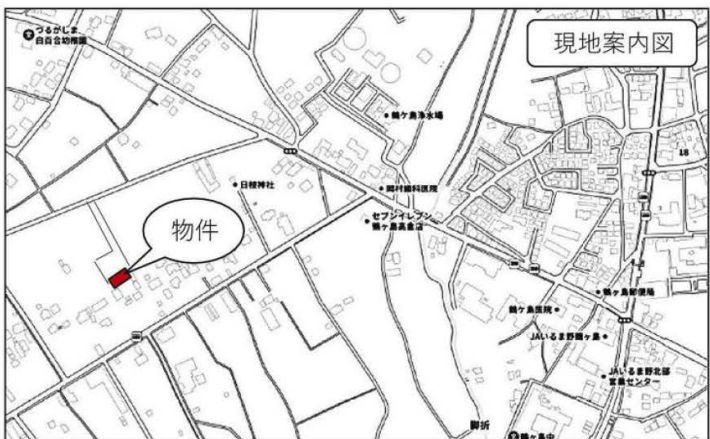 現地案内図
つるがしま
白百合幼稚園
鶴ケ島浄水場
18
日枝神社
岡村歯科医院
セブンイレブン
鶴ヶ島高倉店
物件
鶴ケ島郵便局
鶴ケ島医院
JAいるま野鶴ヶ島
JAいるま野北部
営農センター
脚折
鶴ヶ島中